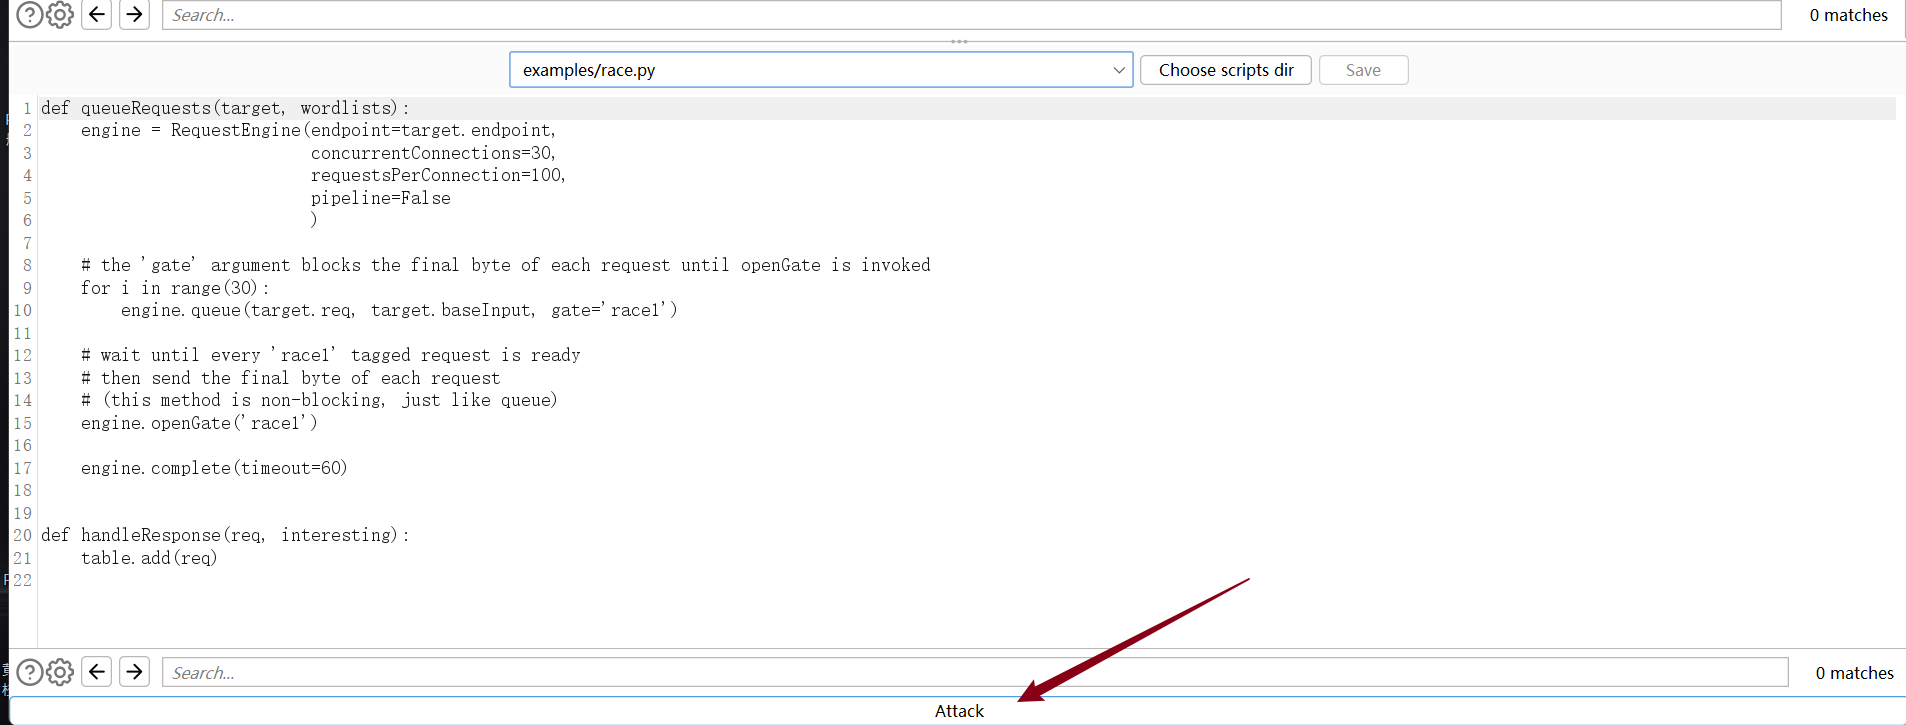 Search... 0 matches
examples/race.py Choose scripts dir Save
1 def queueRequests(target, wordlists):
2     engine = RequestEngine(endpoint=target.endpoint,
3                            concurrentConnections=30,
4                            requestsPerConnection=100,
5                            pipeline=False
6                            )
7
8     # the 'gate' argument blocks the final byte of each request until openGate is invoked
9     for i in range(30):
10         engine.queue(target.req, target.baseInput, gate='race1')
11
12     # wait until every 'race1' tagged request is ready
13     # then send the final byte of each request
14     # (this method is non-blocking, just like queue)
15     engine.openGate('race1')
16
17     engine.complete(timeout=60)
18
19
20 def handleResponse(req, interesting):
21     table.add(req)
22
Search... 0 matches
Attack